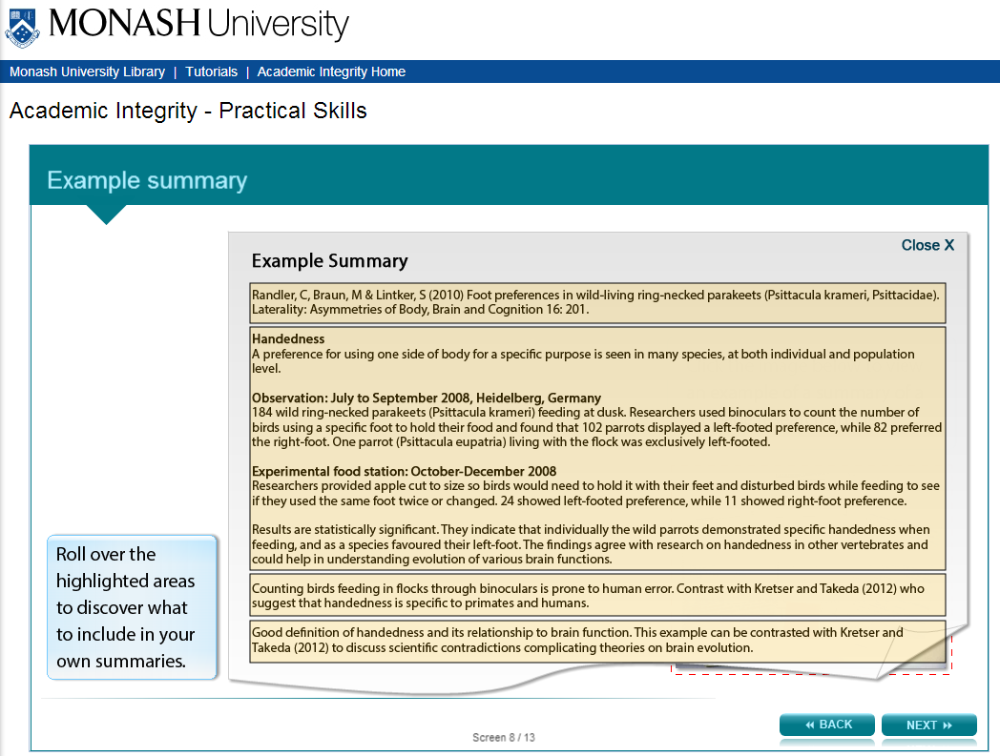 MONASH University
Monash University Library | Tutorials | Academic Integrity Home
Academic Integrity - Practical Skills
Example summary
Close X
Example Summary
Randler, C, Braun, M & Lintker, S (2010) Foot preferences in wild-living ring-necked parakeets (Psittacula krameri, Psittacidae).
Laterality: Asymmetries of Body, Brain and Cognition 16: 201.
Handedness
A preference for using one side of body for a specific purpose is seen in many species, at both individual and population
level.
Observation: July to September 2008, Heidelberg, Germany
184 wild ring-necked parakeets (Psittacula krameri) feeding at dusk. Researchers used binoculars to count the number of
birds using a specific foot to hold their food and found that 102 parrots displayed a left-footed preference, while 82 preferred
the right-foot. One parrot (Psittacula eupatria) living with the flock was exclusively left-footed.
Experimental food station: October-December 2008
Researchers provided apple cut to size so birds would need to hold it with their feet and disturbed birds while feeding to see
if they used the same foot twice or changed. 24 showed left-footed preference, while 11 showed right-foot preference.
Results are statistically significant. They indicate that individually the wild parrots demonstrated specific handedness when
feeding, and as a species favoured their left-foot. The findings agree with research on handedness in other vertebrates and
could help in understanding evolution of various brain functions.
Counting birds feeding in flocks through binoculars is prone to human error. Contrast with Kretser and Takeda (2012) who
suggest that handedness is specific to primates and humans.
Good definition of handedness and its relationship to brain function. This example can be contrasted with Kretser and
Takeda (2012) to discuss scientific contradictions complicating theories on brain evolution.
Roll over the
highlighted areas
to discover what
to include in your
own summaries.
BACK
NEXT
Screen 8 / 13